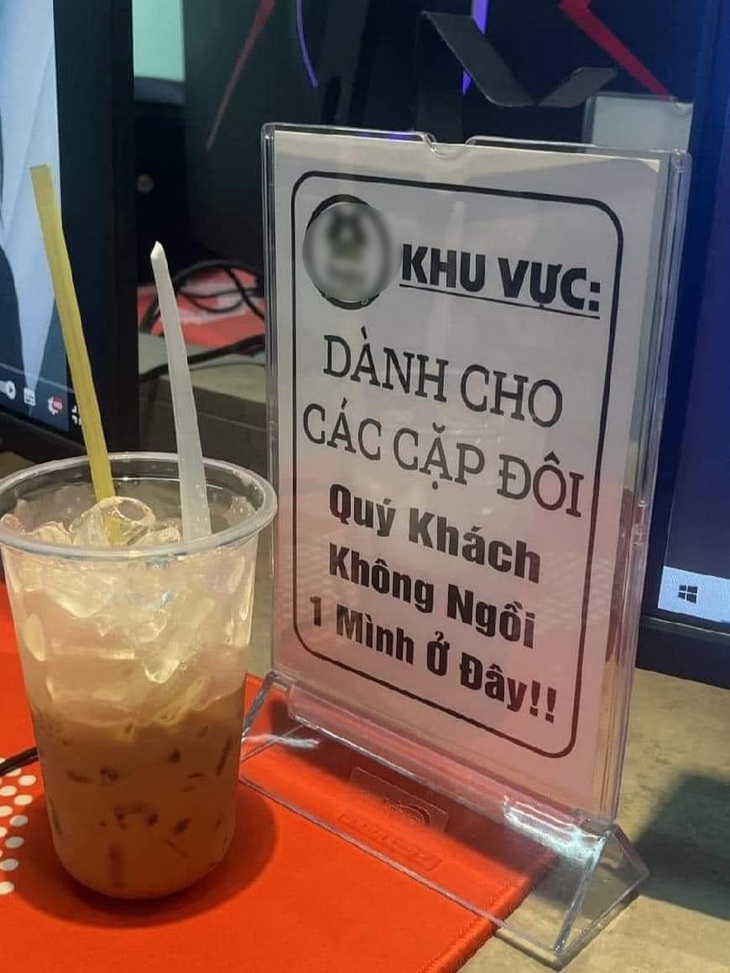 KHU VỰC:
DÀNH CHO
CÁC CẶP ĐÔI
Quý Khách
Không Ngồi
1 Mình Ở Đây!!